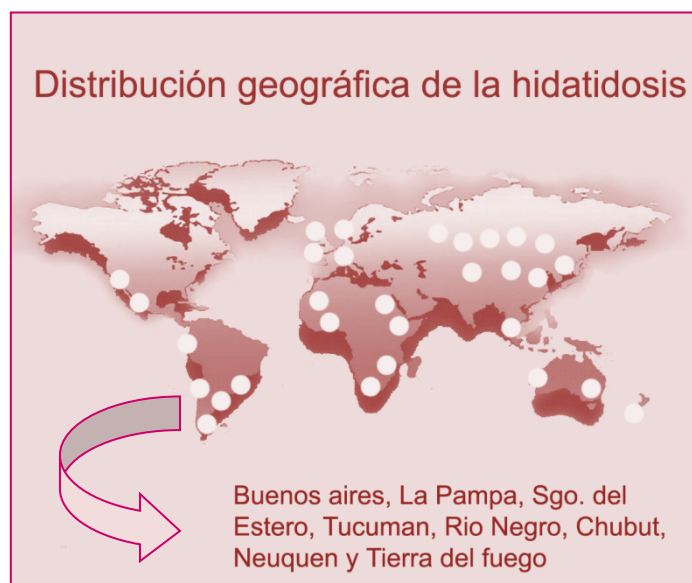 Distribución geográfica de la hidatidosis
Buenos aires, La Pampa, Sgo. del
Estero, Tucuman, Rio Negro, Chubut,
Neuquen y Tierra del fuego